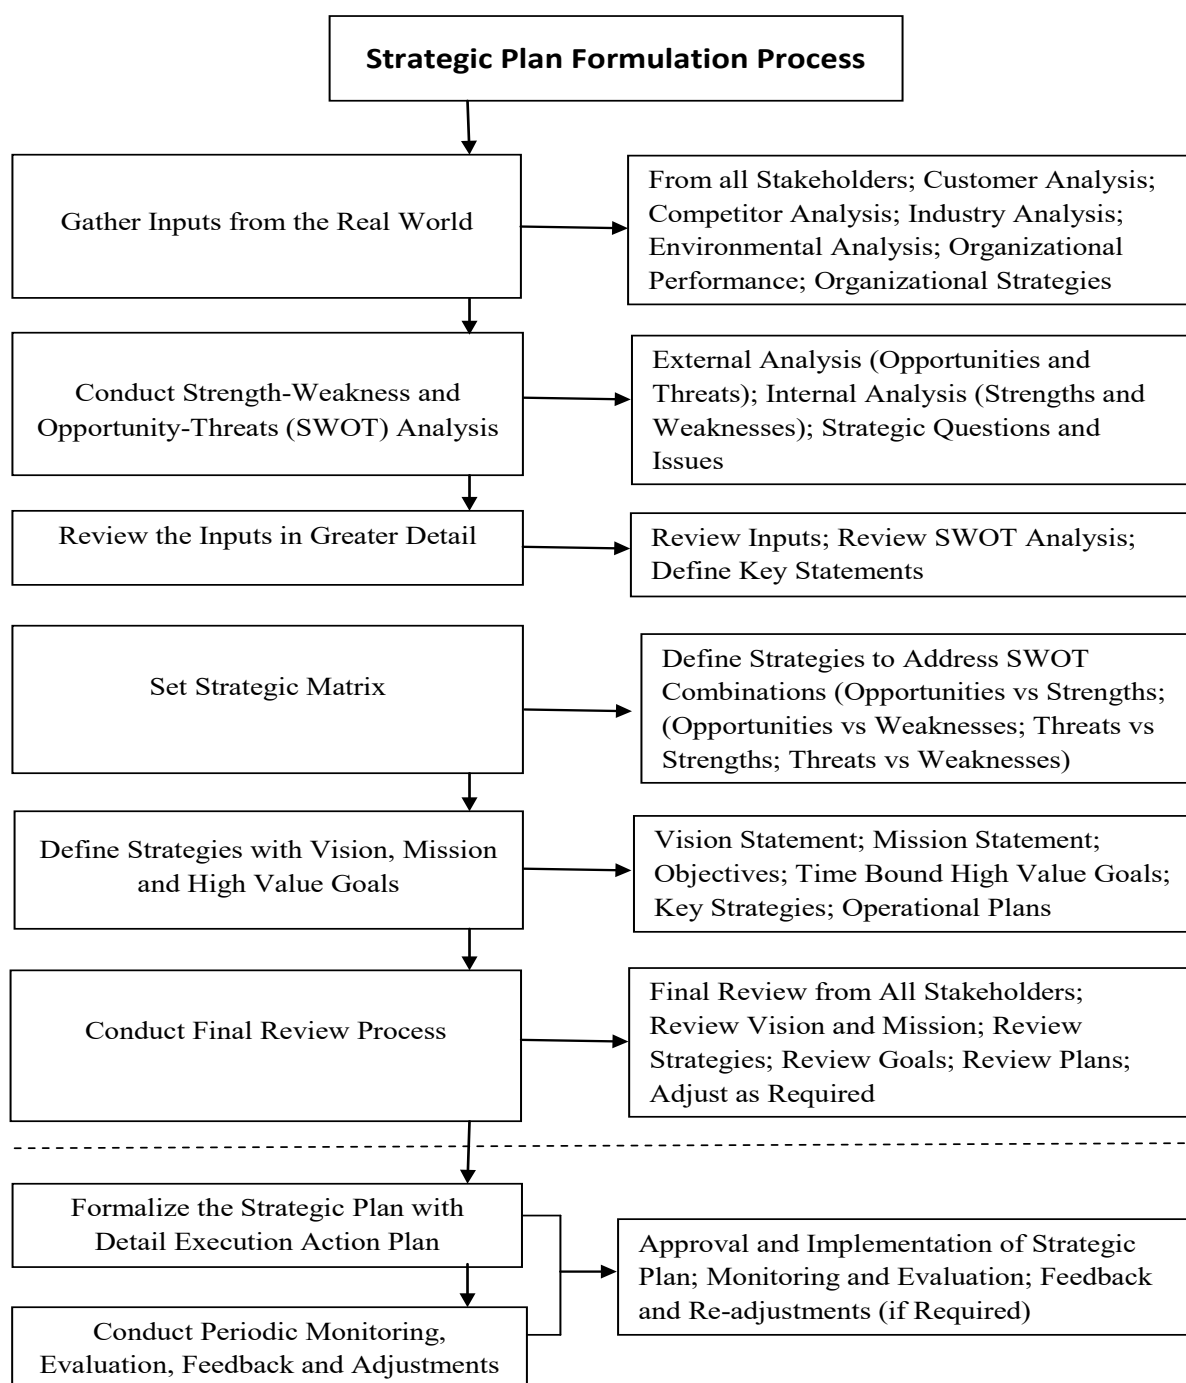 Strategic Plan Formulation Process
Gather Inputs from the Real World
From all Stakeholders; Customer Analysis;
Competitor Analysis; Industry Analysis;
Environmental Analysis; Organizational
Performance; Organizational Strategies
Conduct Strength-Weakness and
Opportunity-Threats (SWOT) Analysis
External Analysis (Opportunities and
Threats); Internal Analysis (Strengths and
Weaknesses); Strategic Questions and
Issues
Review the Inputs in Greater Detail
Review Inputs; Review SWOT Analysis;
Define Key Statements
Set Strategic Matrix
Define Strategies to Address SWOT
Combinations (Opportunities vs Strengths;
(Opportunities vs Weaknesses; Threats vs
Strengths; Threats vs Weaknesses)
Define Strategies with Vision, Mission
and High Value Goals
Vision Statement; Mission Statement;
Objectives; Time Bound High Value Goals;
Key Strategies; Operational Plans
Conduct Final Review Process
Final Review from All Stakeholders;
Review Vision and Mission; Review
Strategies; Review Goals; Review Plans;
Adjust as Required
Formalize the Strategic Plan with
Detail Execution Action Plan
Approval and Implementation of Strategic
Plan; Monitoring and Evaluation; Feedback
and Re-adjustments (if Required)
Conduct Periodic Monitoring,
Evaluation, Feedback and Adjustments